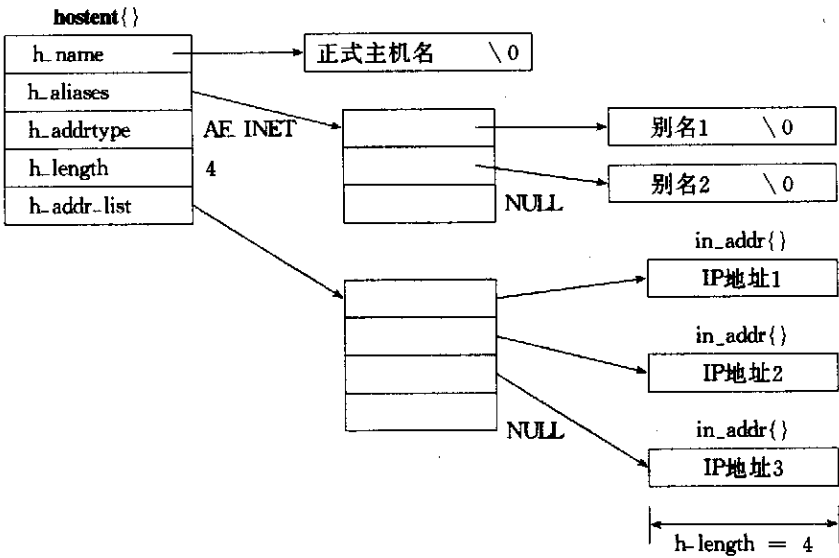 hostent{}
h_name
正式主机名 \0
h_aliases
h_addrtype AF_INET
别名1 \0
h_length 4
别名2 \0
h_addr_list
NULL
in_addr{}
IP地址1
in_addr{}
IP地址2
NULL
in_addr{}
IP地址3
h_length = 4